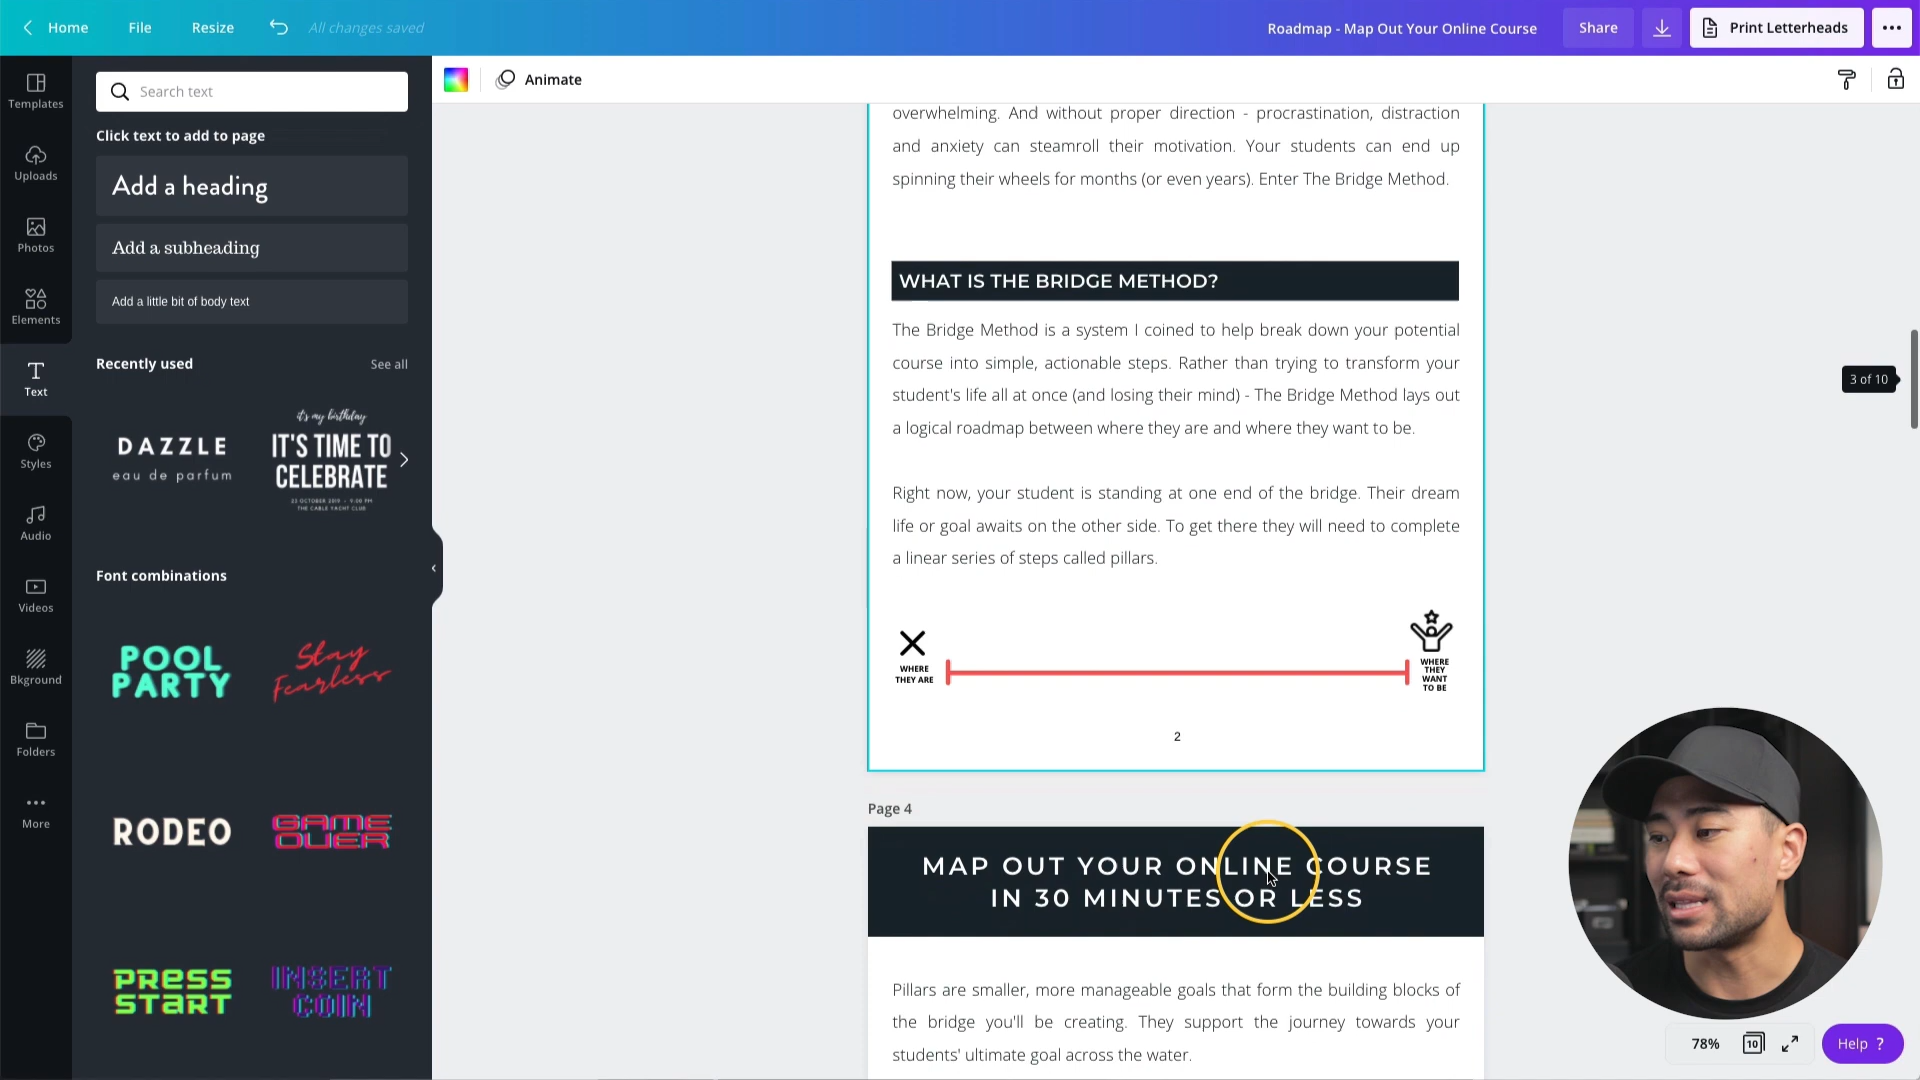 Home
File
Resize
All changes saved
Roadmap - Map Out Your Online Course
Share
Print Letterheads
Templates
Uploads
Photos
Elements
Text
Styles
Audio
Videos
Bkground
Folders
More
Search text
Click text to add to page
Add a heading
Add a subheading
Add a little bit of body text
Recently used
See all
DAZZLE
eau de parfum
it's my birthday
IT'S TIME TO
CELEBRATE
23 OCTOBER 2019 - 9:00 PM
THE CABLE YACHT CLUB
Font combinations
POOL
PARTY
Stay
Fearless
RODEO
GAME
OVER
PRESS
START
INSERT
COIN
Animate
overwhelming. And without proper direction - procrastination, distraction
and anxiety can steamroll their motivation. Your students can end up
spinning their wheels for months (or even years). Enter The Bridge Method.
WHAT IS THE BRIDGE METHOD?
The Bridge Method is a system I coined to help break down your potential
course into simple, actionable steps. Rather than trying to transform your
student's life all at once (and losing their mind) - The Bridge Method lays out
a logical roadmap between where they are and where they want to be.
Right now, your student is standing at one end of the bridge. Their dream
life or goal awaits on the other side. To get there they will need to complete
a linear series of steps called pillars.
WHERE
THEY ARE
WHERE
THEY
WANT
TO BE
2
Page 4
MAP OUT YOUR ONLINE COURSE
IN 30 MINUTES OR LESS
Pillars are smaller, more manageable goals that form the building blocks of
the bridge you'll be creating. They support the journey towards your
students' ultimate goal across the water.
3 of 10
78%
10
Help ?